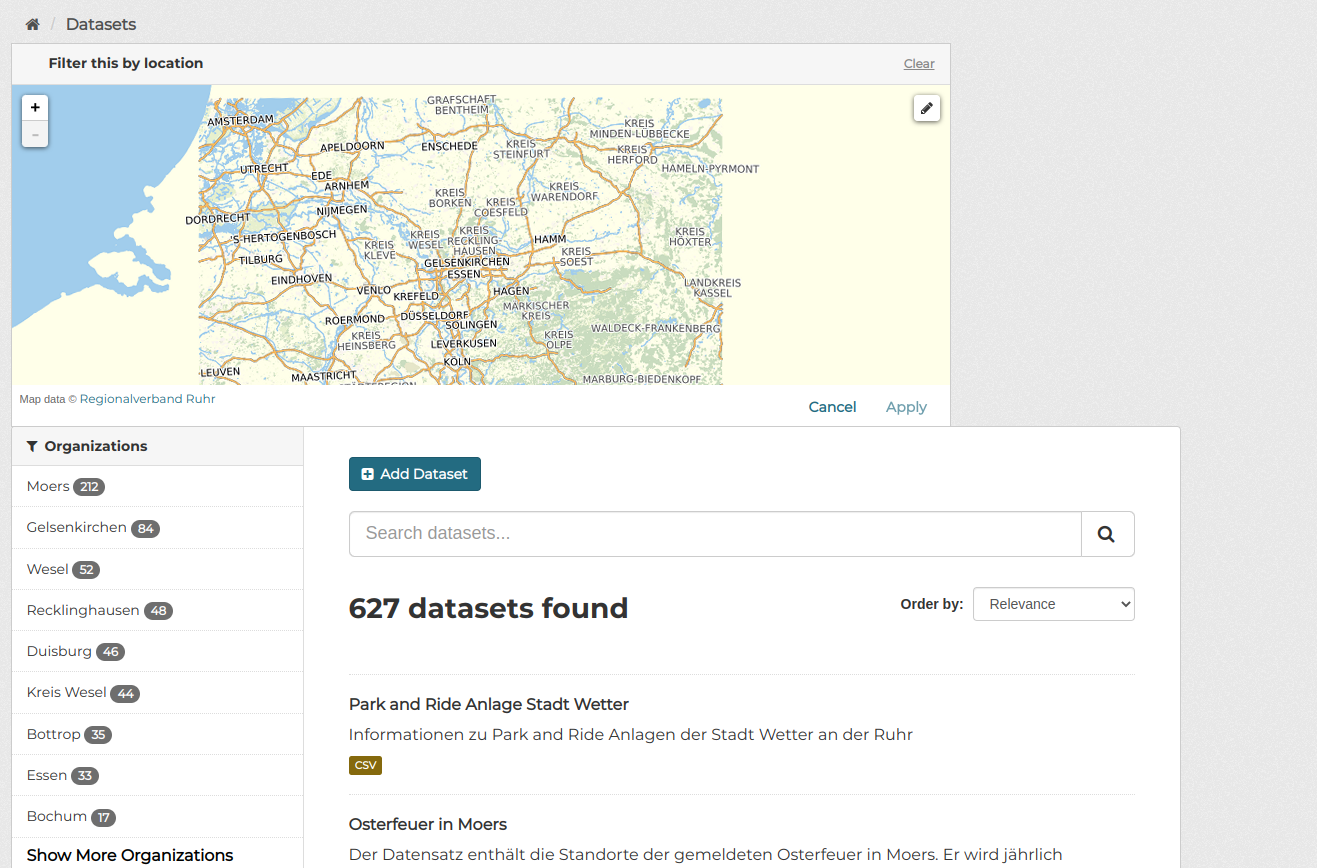 / Datasets
Filter this by location
Clear
+
-
GRAFSCHAFT
BENTHEIM
AMSTERDAM
KREIS
MINDEN-LÜBBECKE
APELDOORN
ENSCHEDE
KREIS
STEINFURT
KREIS
HERFORD
UTRECHT
EDE
ARNHEM
HAMELN-PYRMONT
KREIS
BORKEN
KREIS
WARENDORF
KREIS
COESFELD
DORDRECHT
NIJMEGEN
'S-HERTOGENBOSCH
KREIS
KLEVE
KREIS
WESEL
KREIS
RECKLING-
HAUSEN
HAMM
KREIS
HÖXTER
KREIS
SOEST
TILBURG
GELSENKIRCHEN
ESSEN
EINDHOVEN
VENLO
KREFELD
HAGEN
LANDKREIS
KASSEL
MÄRKISCHER
KREIS
ROERMOND
DÜSSELDORF
SOLINGEN
WALDECK-FRANKENBERG
KREIS
HEINSBERG
LEVERKUSEN
KREIS
OLPE
KÖLN
LEUVEN
MAASTRICHT
STÄDTEREGION
MARBURG-BIEDENKOPF
Map data © Regionalverband Ruhr
Cancel
Apply
Organizations
Moers 212
Gelsenkirchen 84
Wesel 52
Recklinghausen 48
Duisburg 46
Kreis Wesel 44
Bottrop 35
Essen 33
Bochum 17
Show More Organizations
Add Dataset
Search datasets...
627 datasets found
Order by:
Relevance
Park and Ride Anlage Stadt Wetter
Informationen zu Park and Ride Anlagen der Stadt Wetter an der Ruhr
CSV
Osterfeuer in Moers
Der Datensatz enthält die Standorte der gemeldeten Osterfeuer in Moers. Er wird jährlich